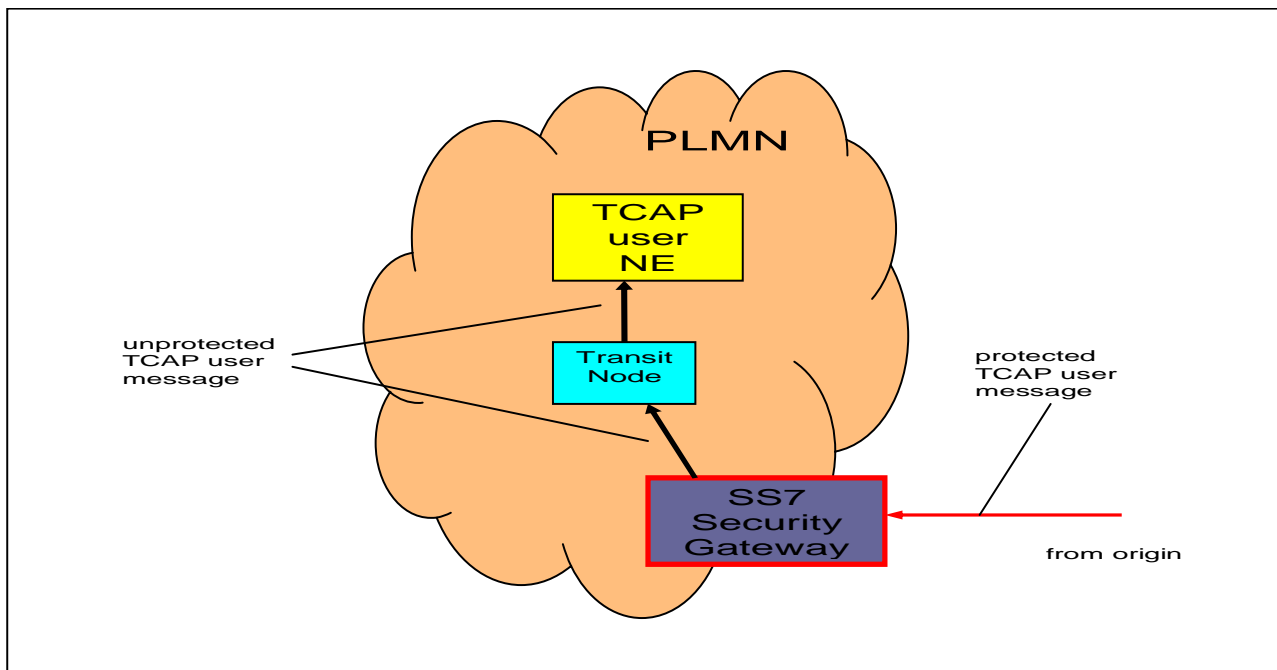 PLMN
TCAP
user
NE
unprotected
TCAP user
message
Transit
Node
protected
TCAP user
message
SS7
Security
Gateway
from origin